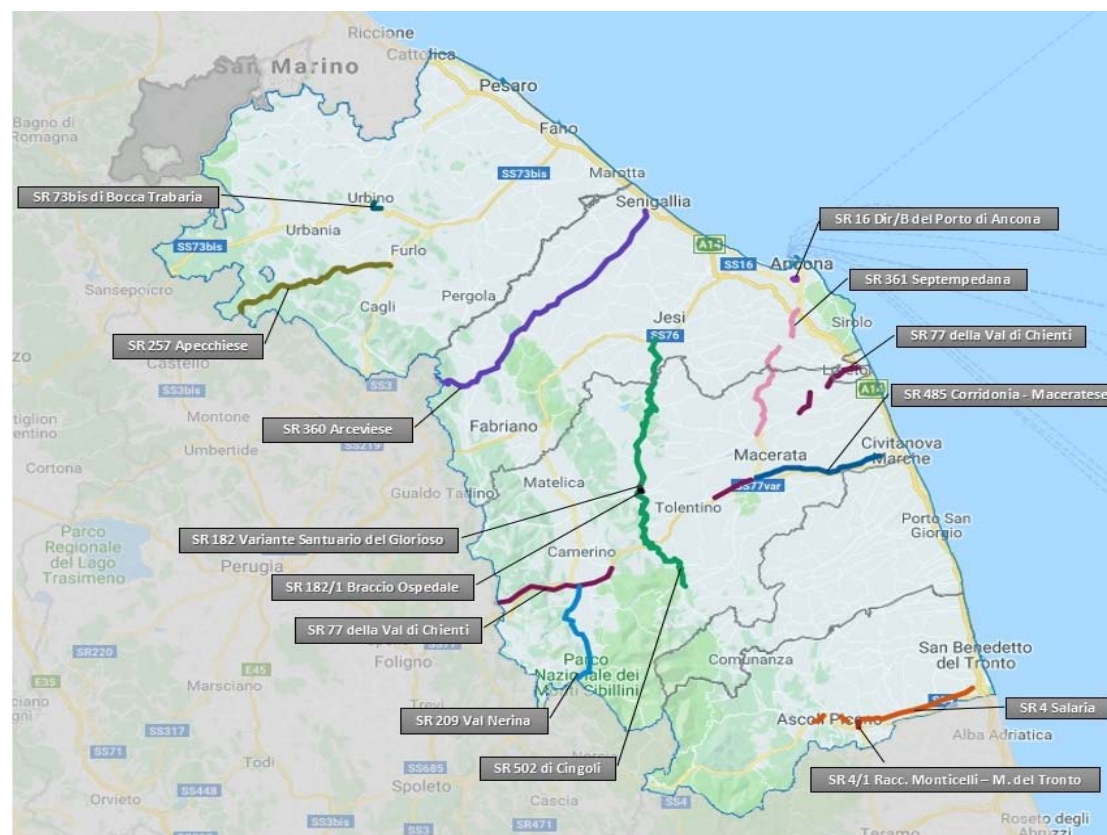 Riccione
Cattolica
San Marino
Pesaro
Bagno di
Romagna
Fano
SS73bis
Marotta
SR 73bis di Bocca Trabaria
Urbino
Senigallia
SR 16 Dir/B del Porto di Ancona
Urbania
SS73bis
Furlo
SS16
Ancona
Sansepolcro
SR 361 Septempedana
Pergola
Cagli
Jesi
Sirolo
SS76
SR 77 della Val di Chienti
SR 257 Apecchiese
Castello
SS3bis
SS3
Loreto
SR 485 Corridonia - Maceratese
Montone
SR 360 Arceviese
Fabriano
SS219
Umbertide
Cortona
Macerata
Civitanova
Marche
Gualdo Tadino
Matelica
SS77var
Tolentino
Porto San
Giorgio
Parco
Regionale del
Lago
Trasimeno
SR 182 Variante Santuario del Glorioso
Perugia
Camerino
SR 182/1 Braccio Ospedale
SR 77 della Val di Chienti
SR220
Foligno
E45
E35
Marsciano
Parco
Nazionale dei
Monti Sibillini
Comunanza
San Benedetto
del Tronto
SR 209 Val Nerina
Ascoli Piceno
SR 4 Salaria
Alba Adriatica
SS71
SS317
Todi
SS685
SR 502 di Cingoli
SR 4/1 Racc. Monticelli – M. del Tronto
Orvieto
SS448
Spoleto
Cascia
SS4
SS3bis
SS3
SR471
Teramo
Roseto degli
Abruzzi